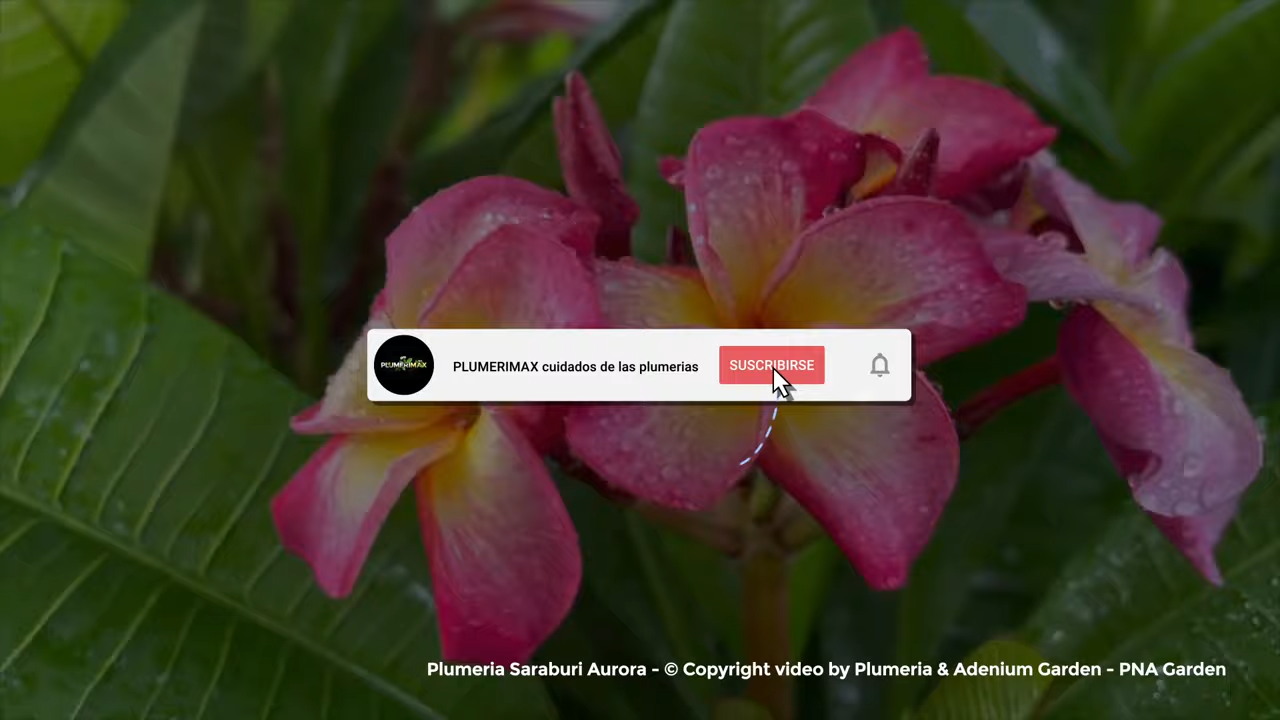 PLUMERIMAX
PLUMERIMAX cuidados de las plumerias
SUSCRIBIRSE
Plumeria Saraburi Aurora - © Copyright video by Plumeria & Adenium Garden - PNA Garden